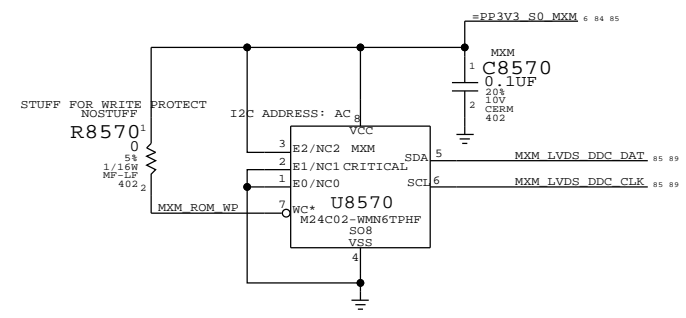 =PP3V3_S0_MXM 6 84 85
MXM
1 C8570
0.1UF
20%
10V
2 CERM
402
STUFF FOR WRITE PROTECT
NOSTUFF
R8570 1
0
5%
1/16W
MF-LF
402 2
I2C ADDRESS: AC
8
VCC
3 E2/NC2 MXM
2 E1/NC1 CRITICAL
1 E0/NC0
SDA 5 MXM_LVDS_DDC_DAT 85 89
SCL 6 MXM_LVDS_DDC_CLK 85 89
U8570
MXM_ROM_WP 7 WC*
M24C02-WMN6TPHF
SO8
VSS
4